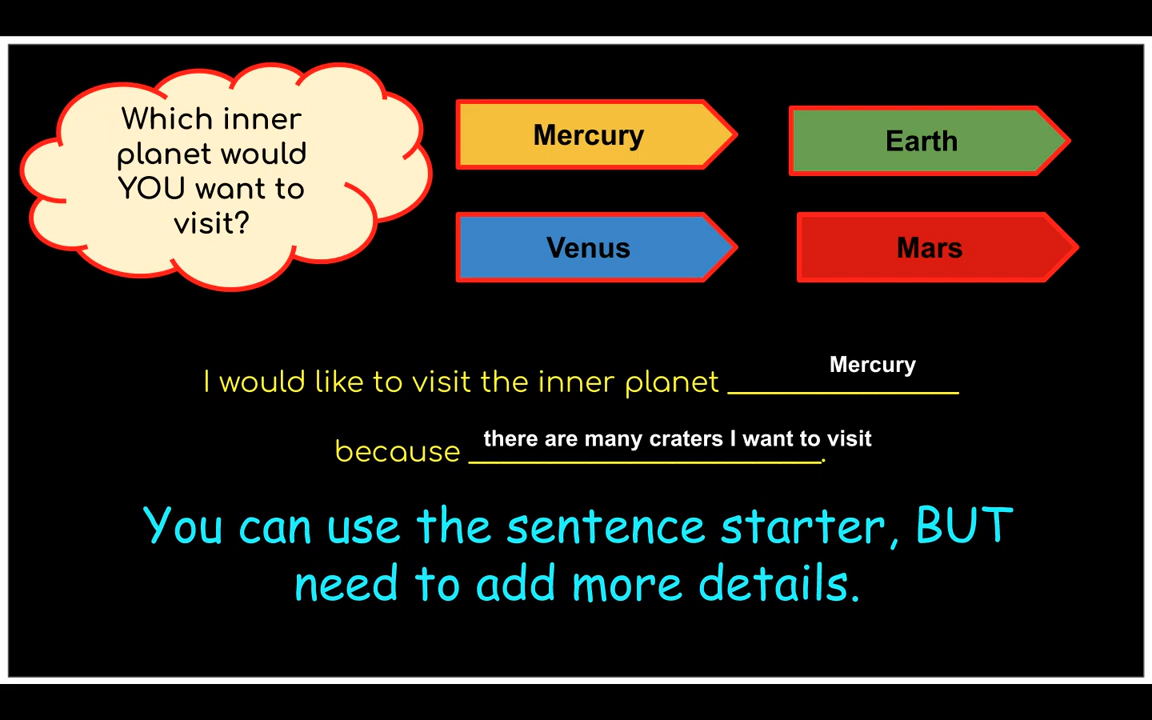 Which inner
planet would
YOU want to
visit?
Mercury
Earth
Venus
Mars
I would like to visit the inner planet _______________ Mercury
because _______________________. there are many craters I want to visit
You can use the sentence starter, BUT
need to add more details.